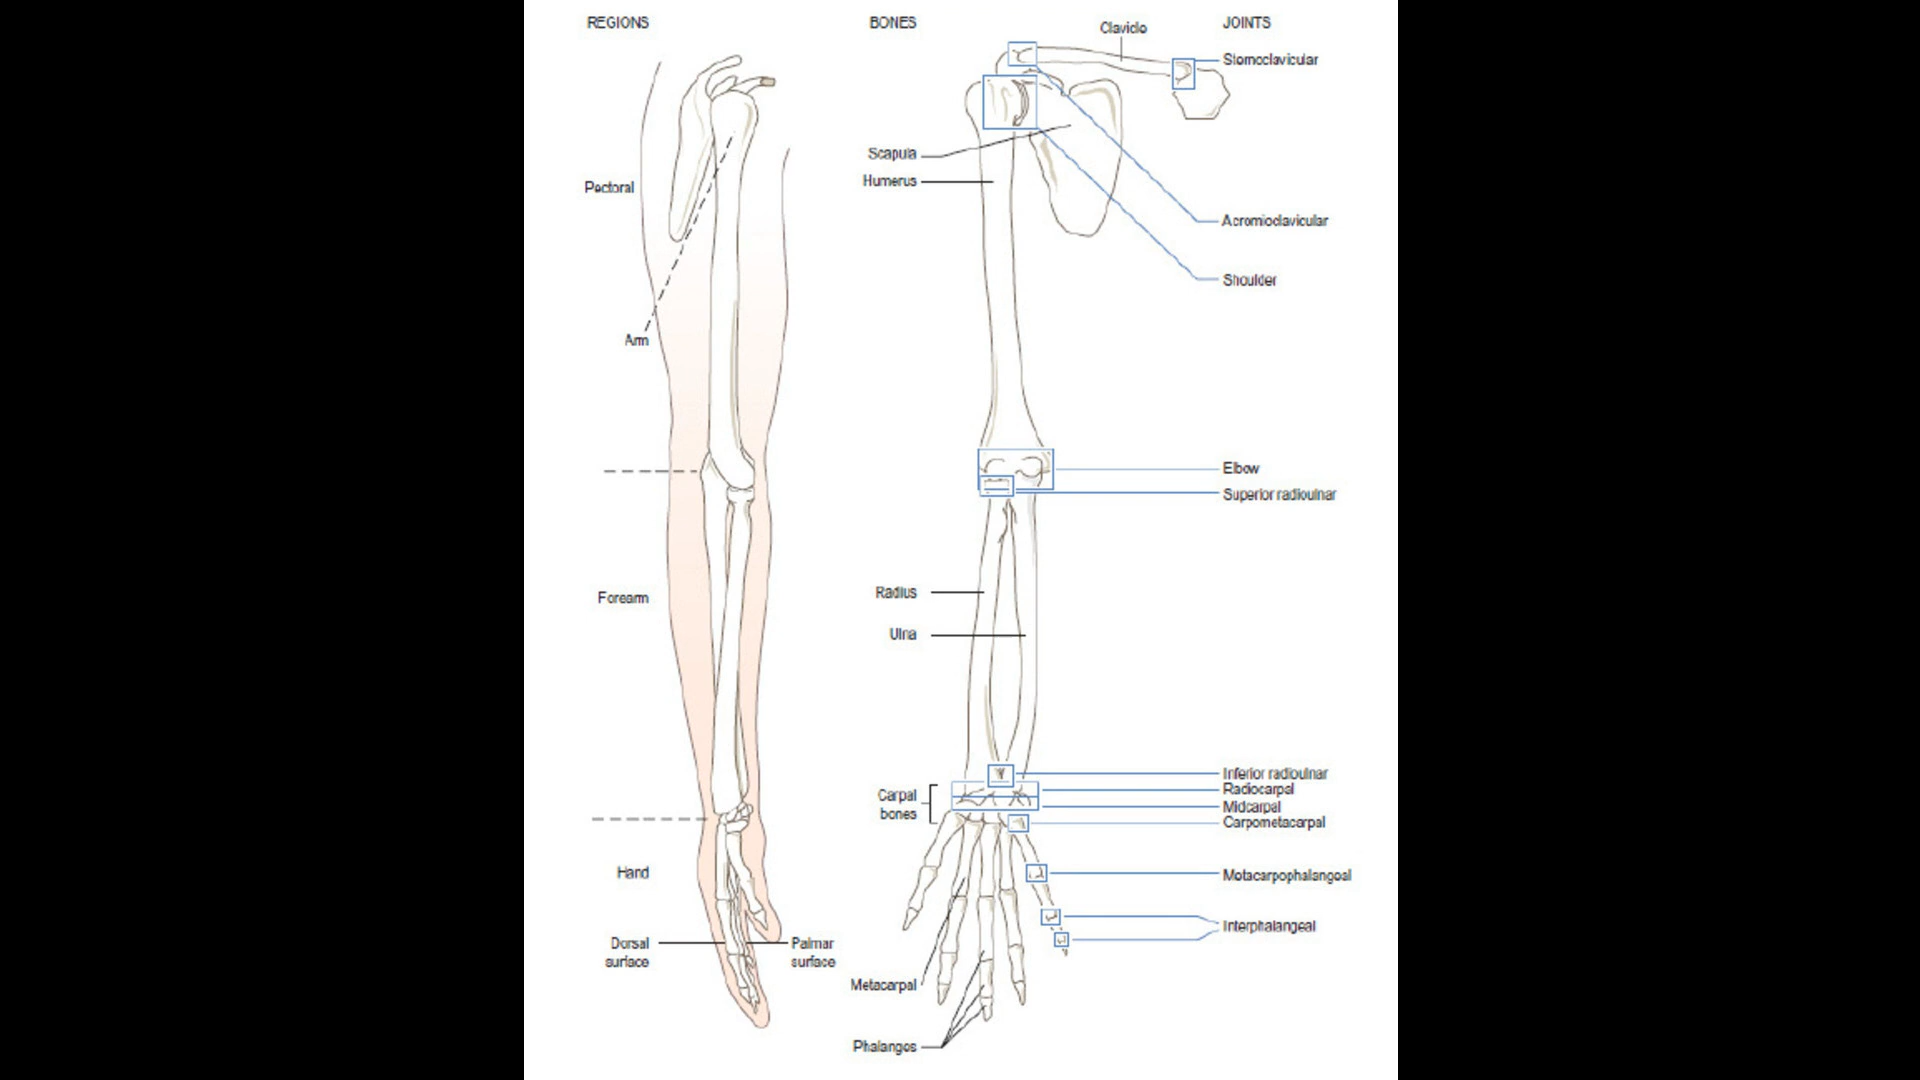 REGIONS
BONES
JOINTS
Clavicle
Sternoclavicular
Scapula
Humerus
Pectoral
Acromioclavicular
Shoulder
Arm
Elbow
Superior radioulnar
Radius
Forearm
Ulna
Inferior radioulnar
Radiocarpal
Carpal
bones
Midcarpal
Carpometacarpal
Hand
Metacarpophalangeal
Interphalangeal
Dorsal
surface
Palmar
surface
Metacarpal
Phalanges